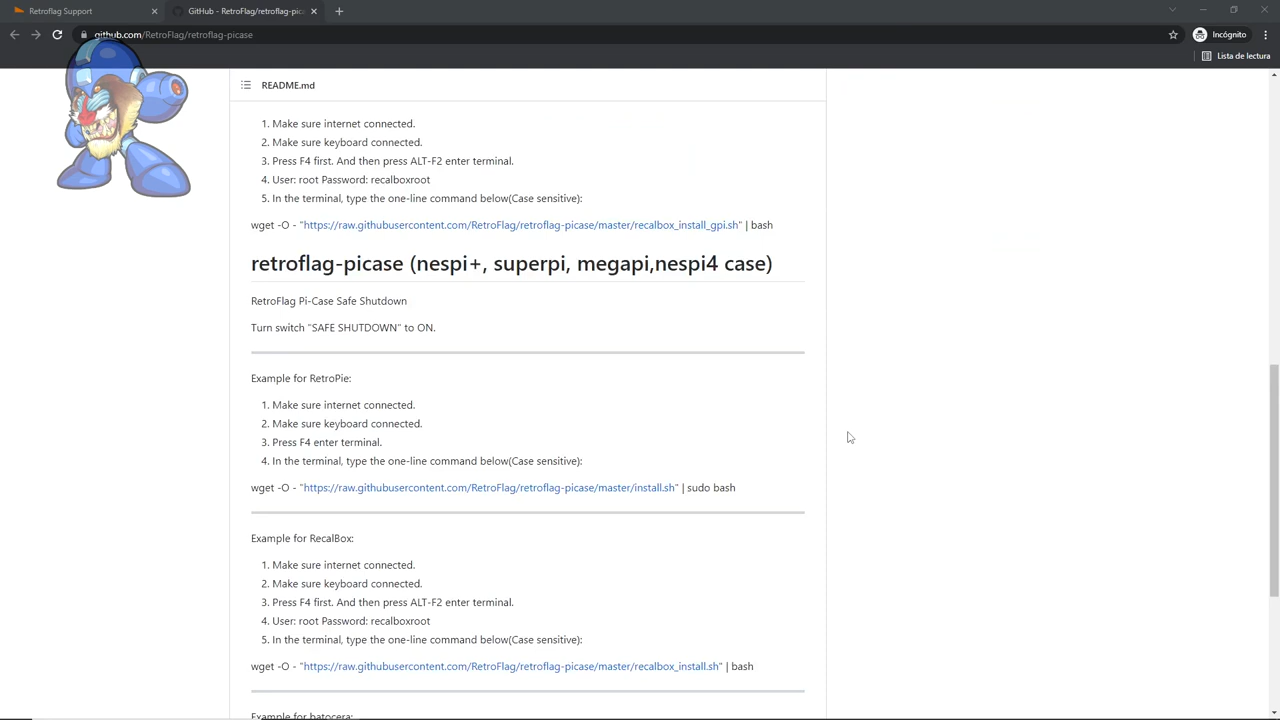 Retroflag Support
GitHub - RetroFlag/retroflag-pic
github.com/RetroFlag/retroflag-picase
Incógnito
Lista de lectura
README.md
1. Make sure internet connected.
2. Make sure keyboard connected.
3. Press F4 first. And then press ALT-F2 enter terminal.
4. User: root Password: recalboxroot
5. In the terminal, type the one-line command below(Case sensitive):
wget -O - "https://raw.githubusercontent.com/RetroFlag/retroflag-picase/master/recalbox_install_gpi.sh" | bash
retroflag-picase (nespi+, superpi, megapi,nespi4 case)
RetroFlag Pi-Case Safe Shutdown
Turn switch "SAFE SHUTDOWN" to ON.
Example for RetroPie:
1. Make sure internet connected.
2. Make sure keyboard connected.
3. Press F4 enter terminal.
4. In the terminal, type the one-line command below(Case sensitive):
wget -O - "https://raw.githubusercontent.com/RetroFlag/retroflag-picase/master/install.sh" | sudo bash
Example for RecalBox:
1. Make sure internet connected.
2. Make sure keyboard connected.
3. Press F4 first. And then press ALT-F2 enter terminal.
4. User: root Password: recalboxroot
5. In the terminal, type the one-line command below(Case sensitive):
wget -O - "https://raw.githubusercontent.com/RetroFlag/retroflag-picase/master/recalbox_install.sh" | bash
Example for batocera: